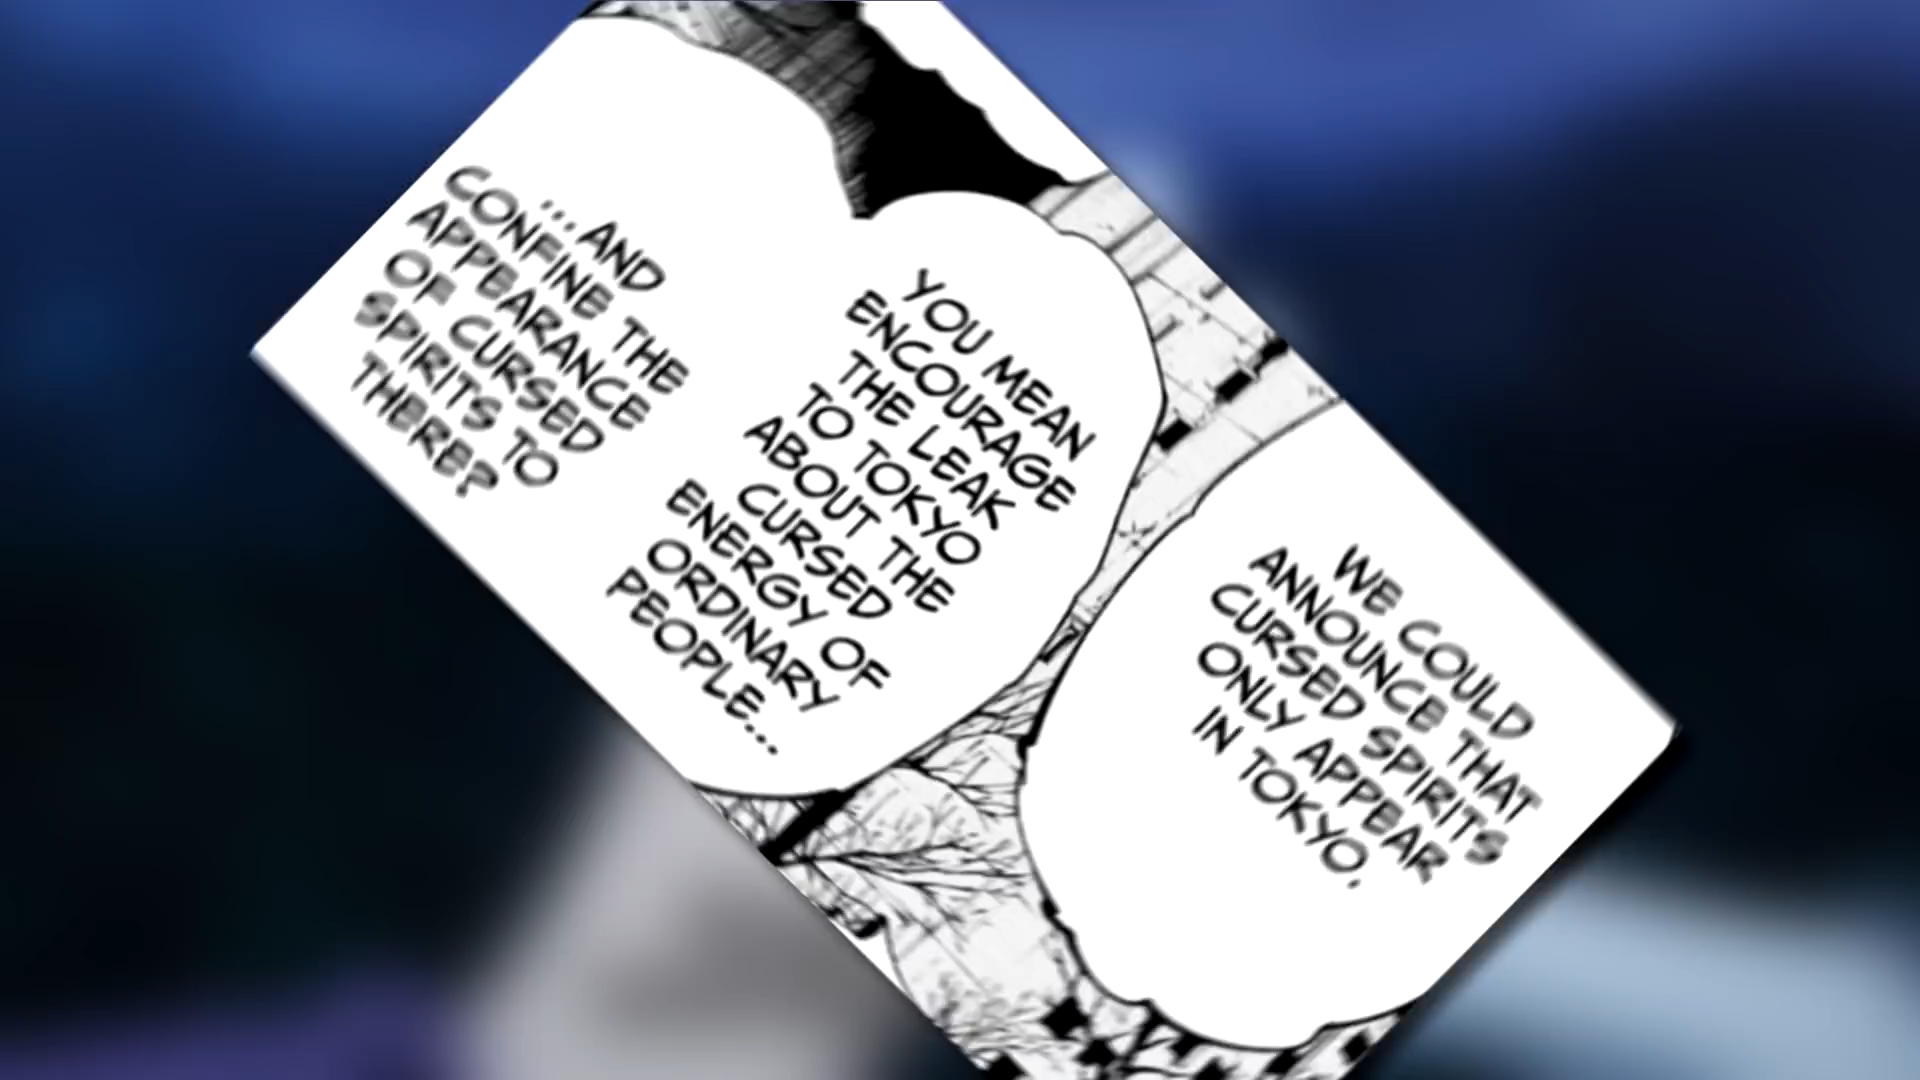 WE COULD
ANNOUNCE THAT
CURSED SPIRITS
ONLY APPEAR
IN TOKYO.
YOU MEAN
ENCOURAGE
THE LEAK
TO TOKYO
ABOUT THE
CURSED
ENERGY OF
ORDINARY
PEOPLE...
...AND
CONFINE THE
APPEARANCE
OF CURSED
SPIRITS TO
THERE?